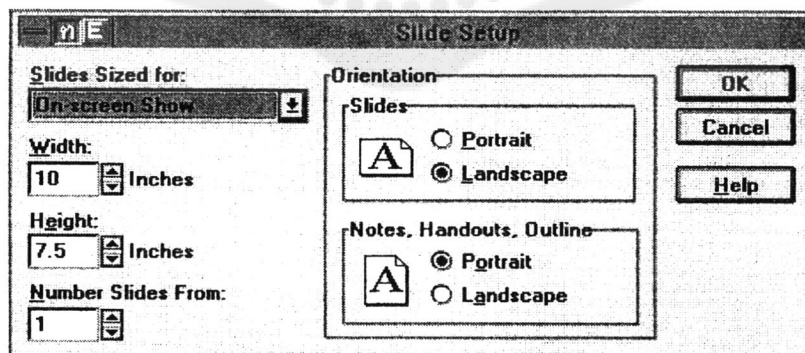 ส E
Slide Setup
Slides Sized for:
On-screen Show
Width:
10 Inches
Height:
7.5 Inches
Number Slides From:
1
Orientation
Slides
A
Portrait
Landscape
Notes, Handouts, Outline
A
Portrait
Landscape
OK
Cancel
Help